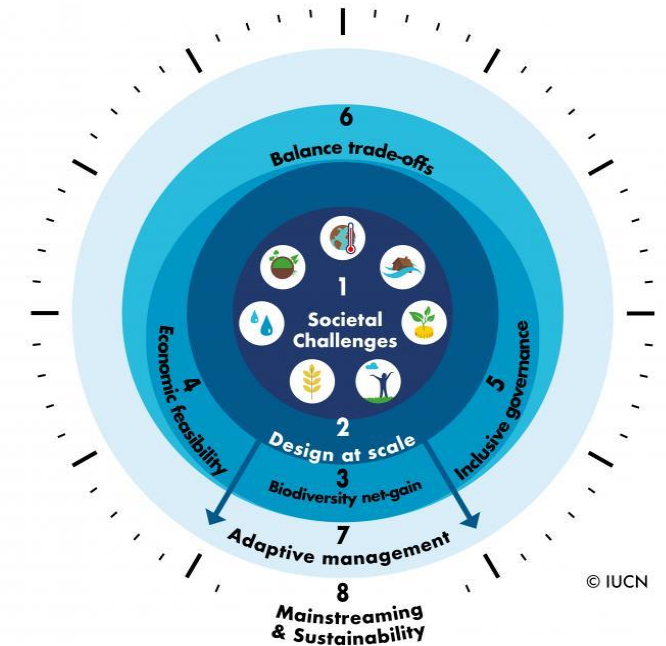 6
Balance trade-offs
1
Societal
Challenges
4
Economic feasibility
5
Inclusive governance
2
Design at scale
3
Biodiversity net-gain
7
Adaptive management
8
Mainstreaming
& Sustainability
© IUCN